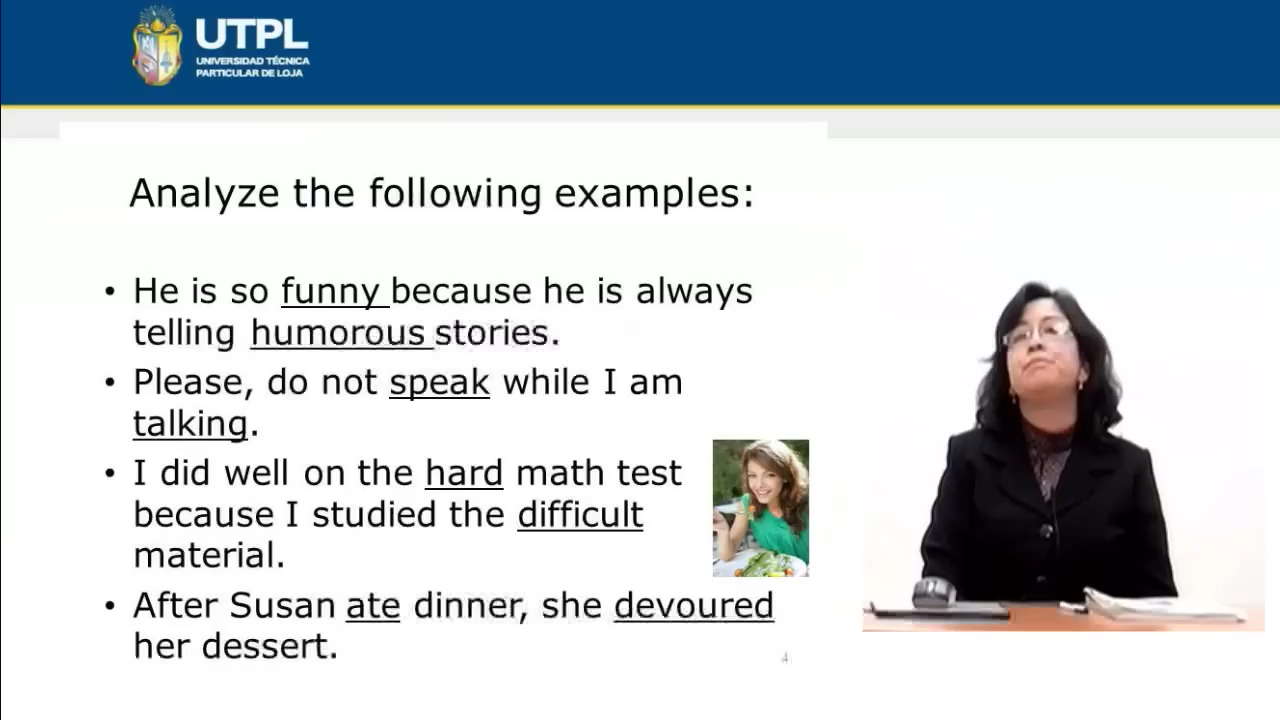 UTPL
UNIVERSIDAD TÉCNICA
PARTICULAR DE LOJA
Analyze the following examples:
• He is so funny because he is always
telling humorous stories.
• Please, do not speak while I am
talking.
• I did well on the hard math test
because I studied the difficult
material.
• After Susan ate dinner, she devoured
her dessert.
4